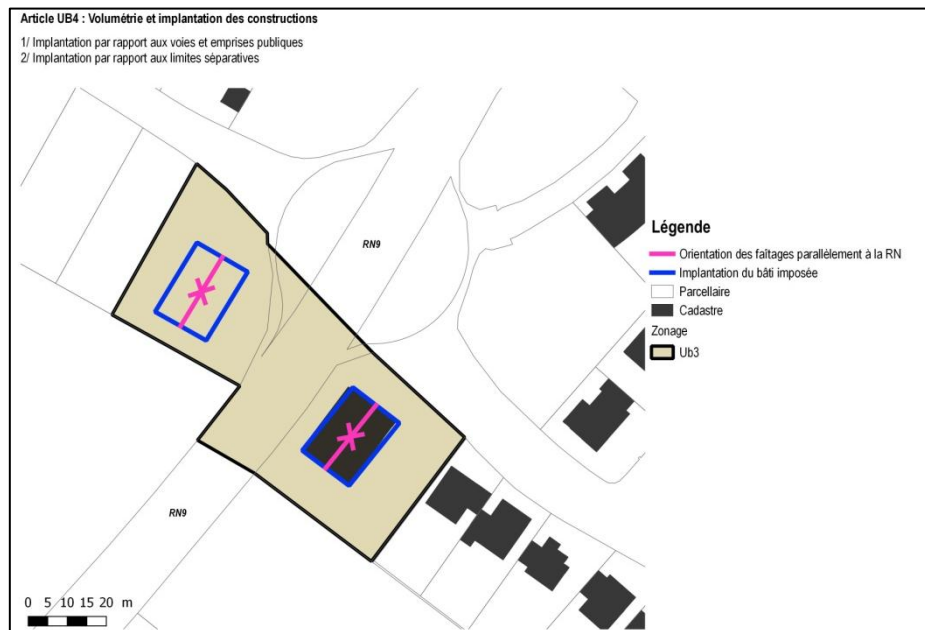 Article UB4 : Volumétrie et implantation des constructions
1/ Implantation par rapport aux voies et emprises publiques
2/ Implantation par rapport aux limites séparatives
RN9
Légende
Orientation des faîtages parallèlement à la RN
Implantation du bâti imposée
Parcellaire
Cadastre
Zonage
Ub3
RN9
0 5 10 15 20 m